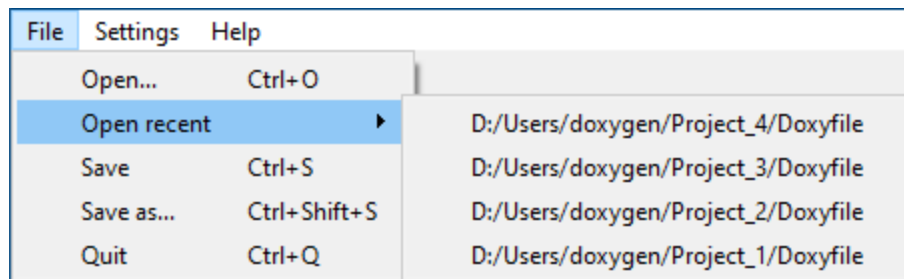 File Settings Help
Open... Ctrl+O
Open recent D:/Users/doxygen/Project_4/Doxyfile
Save Ctrl+S D:/Users/doxygen/Project_3/Doxyfile
Save as... Ctrl+Shift+S D:/Users/doxygen/Project_2/Doxyfile
Quit Ctrl+Q D:/Users/doxygen/Project_1/Doxyfile